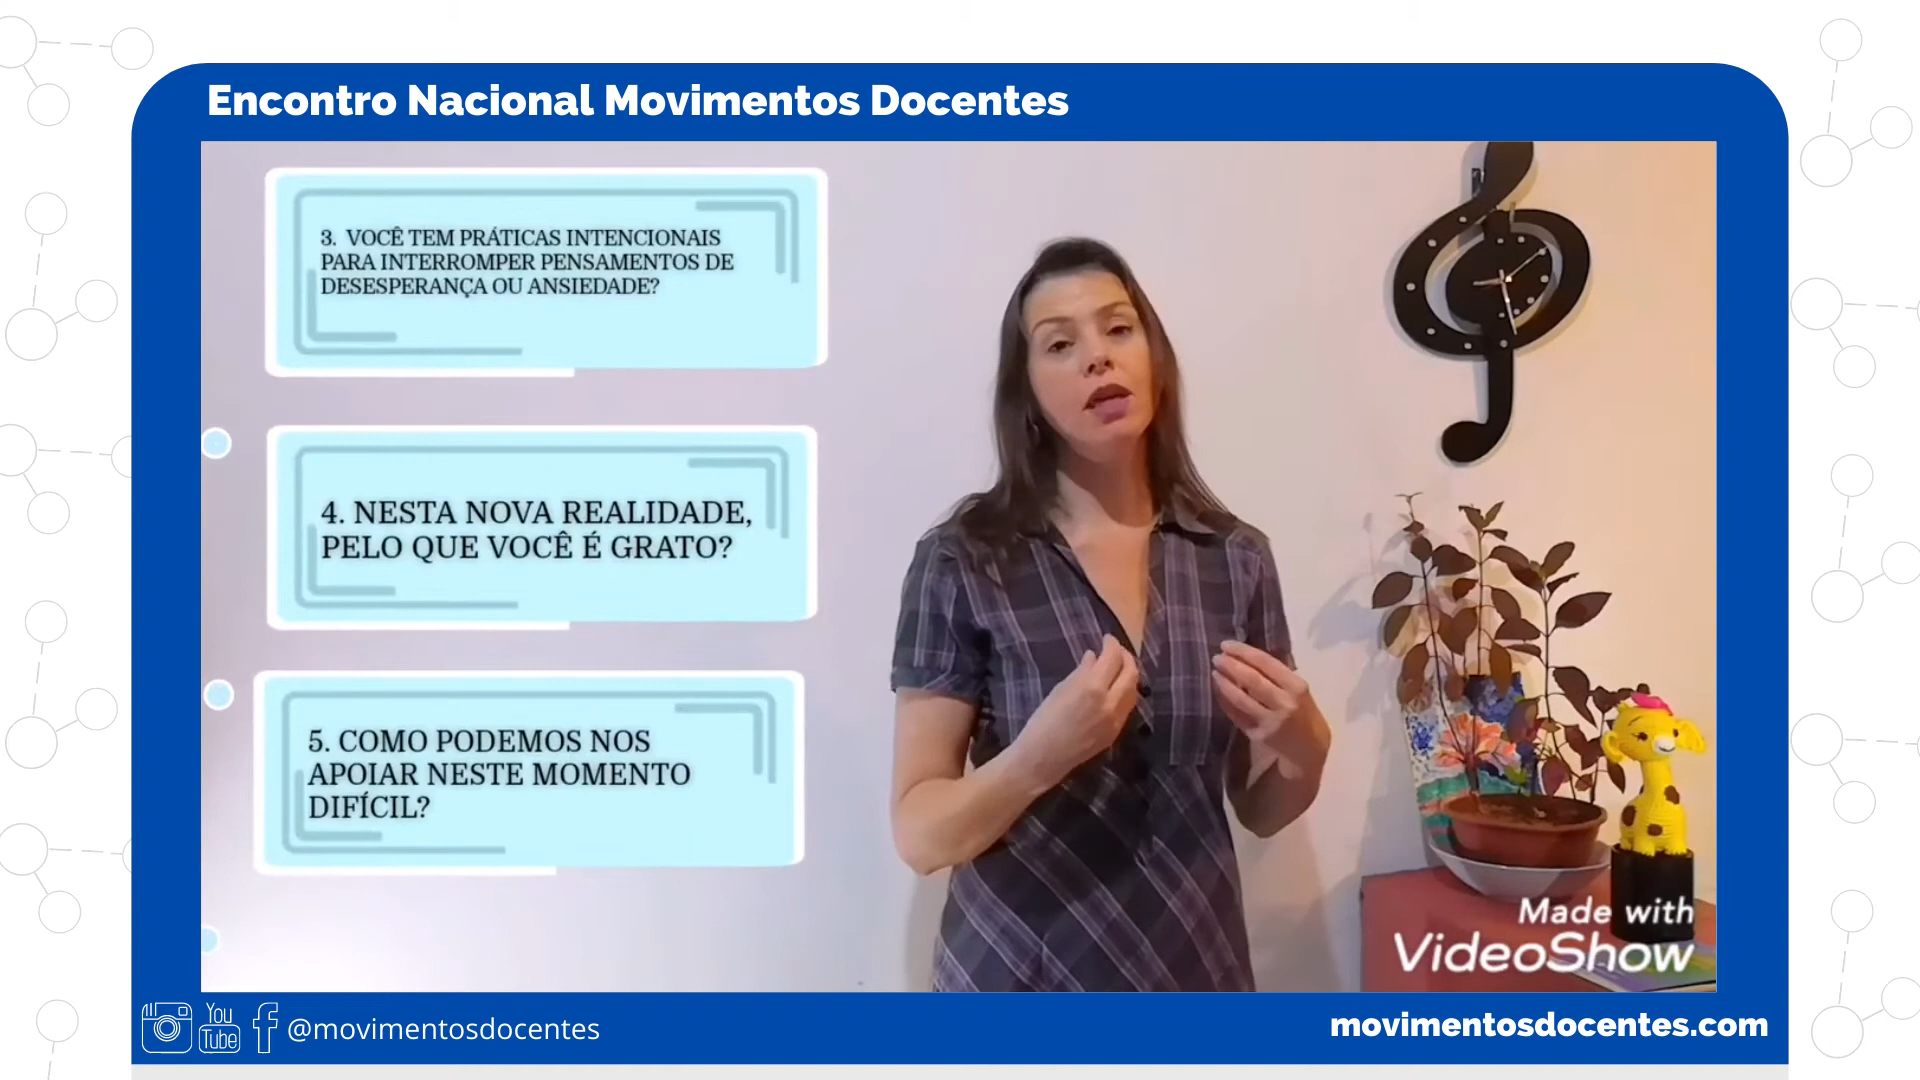 Encontro Nacional Movimentos Docentes
3. VOCÊ TEM PRÁTICAS INTENCIONAIS
PARA INTERROMPER PENSAMENTOS DE
DESESPERANÇA OU ANSIEDADE?
4. NESTA NOVA REALIDADE,
PELO QUE VOCÊ É GRATO?
5. COMO PODEMOS NOS
APOIAR NESTE MOMENTO
DIFÍCIL?
Made with
VideoShow
You
Tube
@movimentosdocentes
movimentosdocentes.com